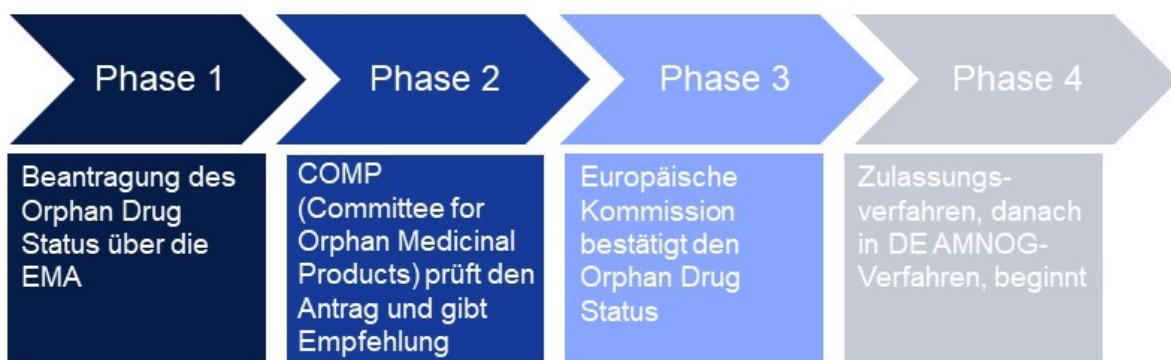 Phase 1
Phase 2
Phase 3
Phase 4
Beantragung des
Orphan Drug
Status über die
EMA
COMP
(Committee for
Orphan Medicinal
Products) prüft den
Antrag und gibt
Empfehlung
Europäische
Kommission
bestätigt den
Orphan Drug
Status
Zulassungs-
verfahren, danach
in DE AMNOG-
Verfahren, beginnt